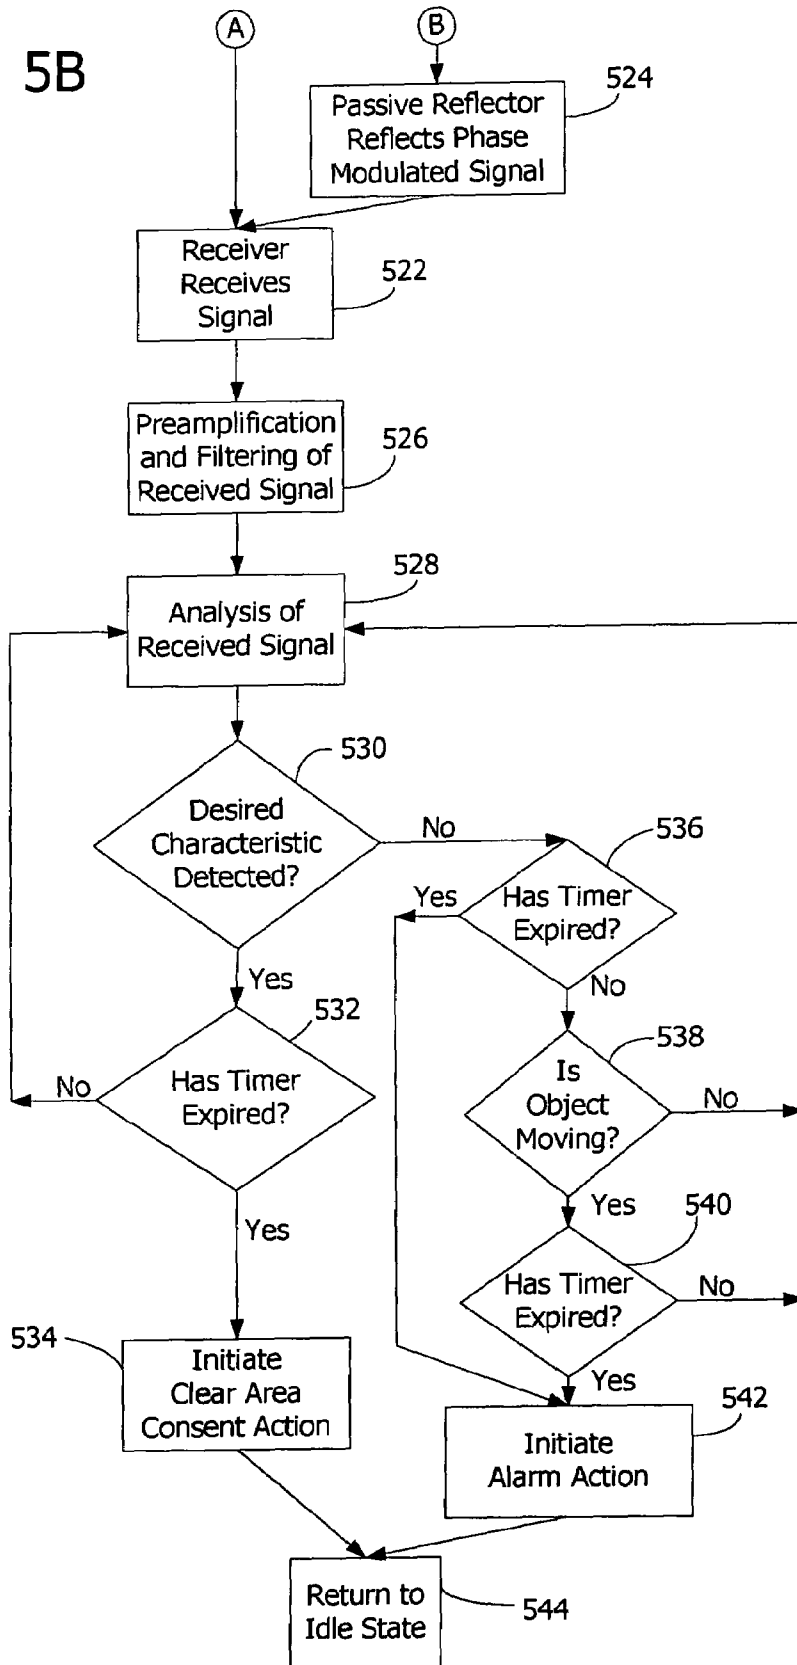 5B
A
B
Passive Reflector
Reflects Phase
Modulated Signal
524
Receiver
Receives
Signal
522
Preamplification
and Filtering of
Received Signal
526
Analysis of
Received Signal
528
Desired
Characteristic
Detected?
530
No
Yes
Has Timer
Expired?
536
Yes
No
Has Timer
Expired?
532
No
Yes
Is
Object
Moving?
538
No
Yes
Has Timer
Expired?
540
No
Yes
Initiate
Clear Area
Consent Action
534
Initiate
Alarm Action
542
Return to
Idle State
544